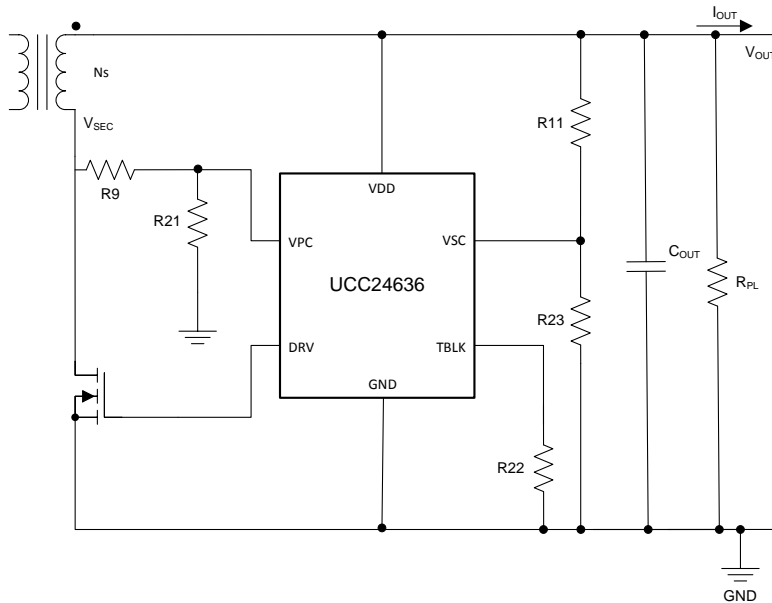 I_OUT
V_OUT
Ns
V_SEC
R11
R9
VDD
R21
VPC
VSC
C_OUT
UCC24636
R_PL
R23
DRV
TBLK
GND
R22
GND